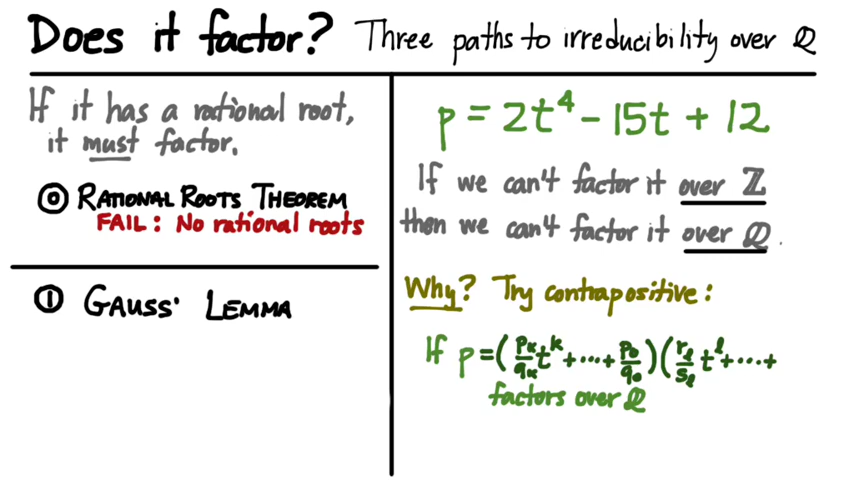 Does it factor? Three paths to irreducibility over ℚ
If it has a rational root,
it must factor.
⓪ RATIONAL ROOTS THEOREM
FAIL: No rational roots
① GAUSS' LEMMA
p = 2t⁴ - 15t + 12
If we can't factor it over ℤ
then we can't factor it over ℚ.
Why? Try contrapositive:
If p = (pₖ/qₖ tᵏ + ... + p₀/q₀)(rₗ/sₗ tˡ + ... +
factors over ℚ